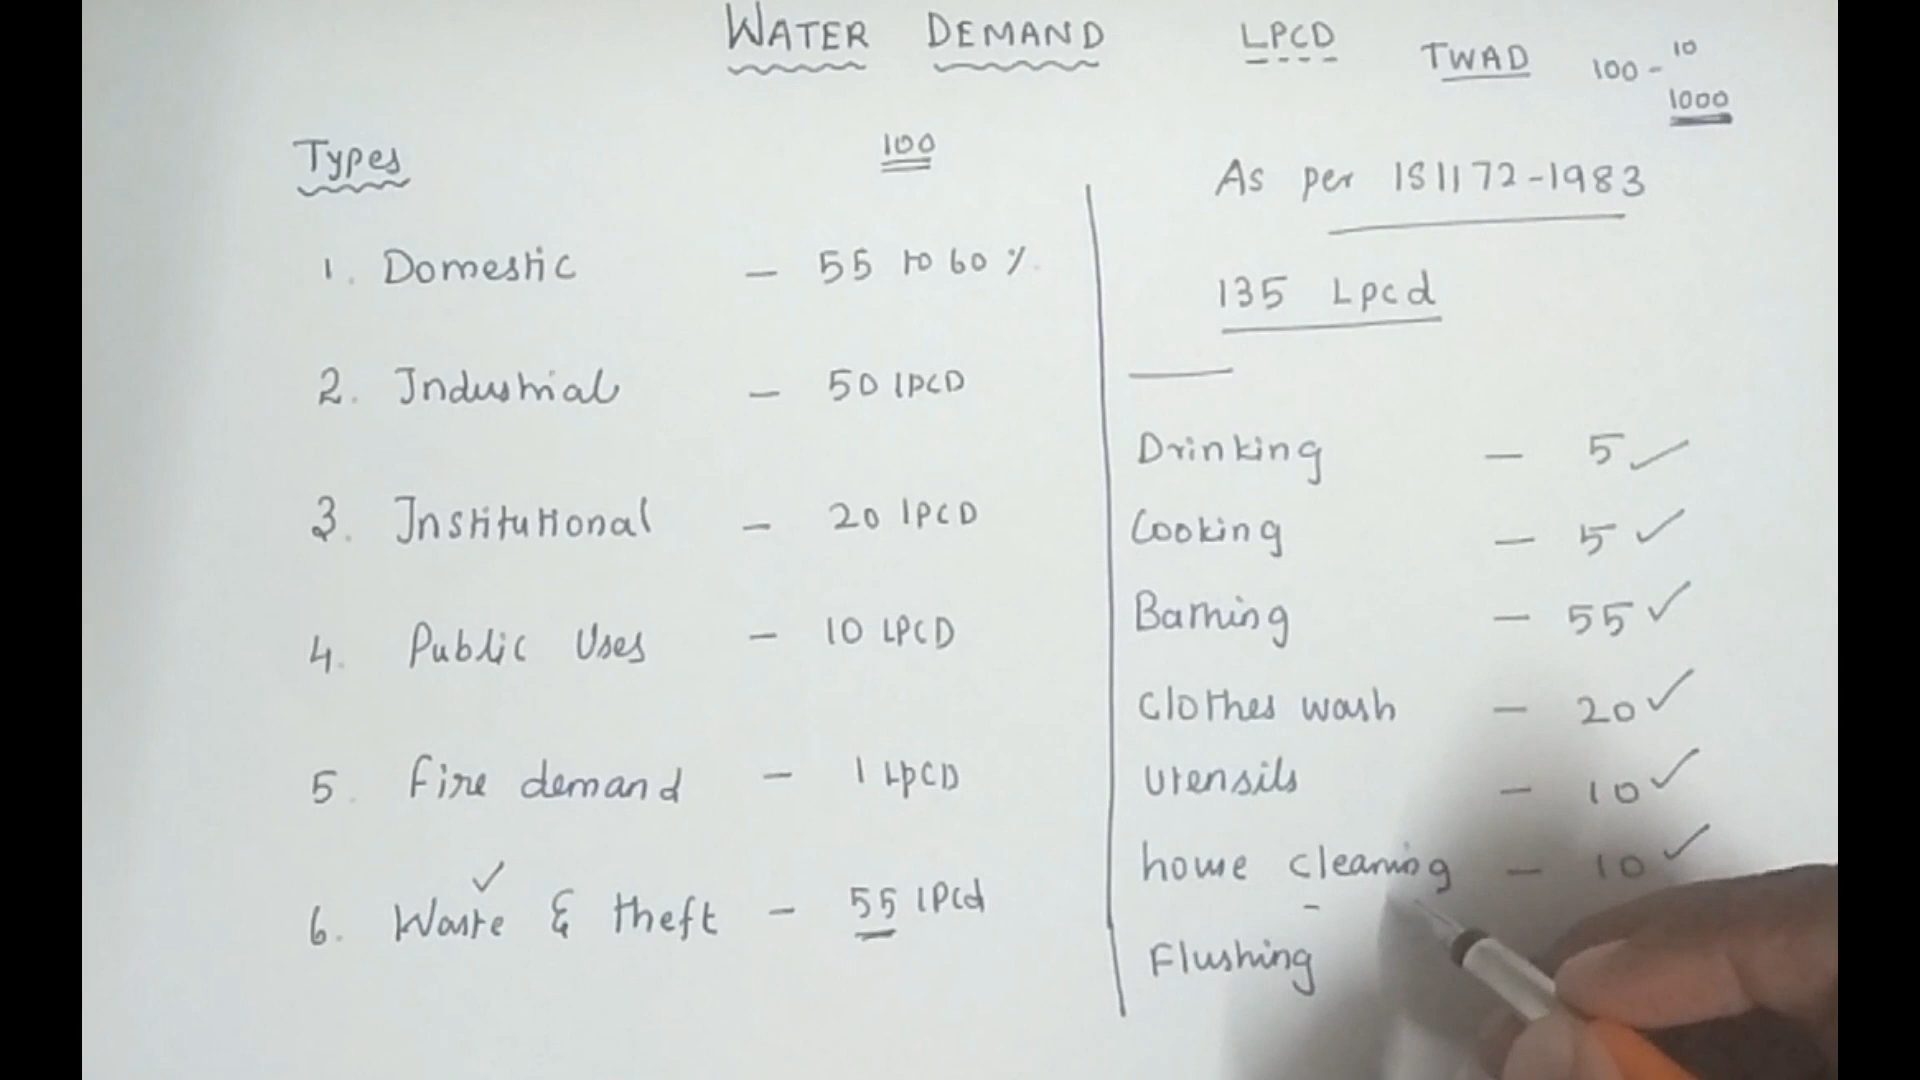 WATER DEMAND LPCD TWAD 100 - 10
1000
Types 100
1. Domestic - 55 to 60 %
2. Industrial - 50 lPCD
3. Institutional - 20 lPCD
4. Public Uses - 10 LPCD
5. Fire demand - 1 LpCD
6. Waste & theft - 55 lPcd
As per IS1172-1983
135 Lpcd
Drinking - 5
Cooking - 5
Bathing - 55
Clothes wash - 20
Utensils - 10
house cleaning - 10
Flushing